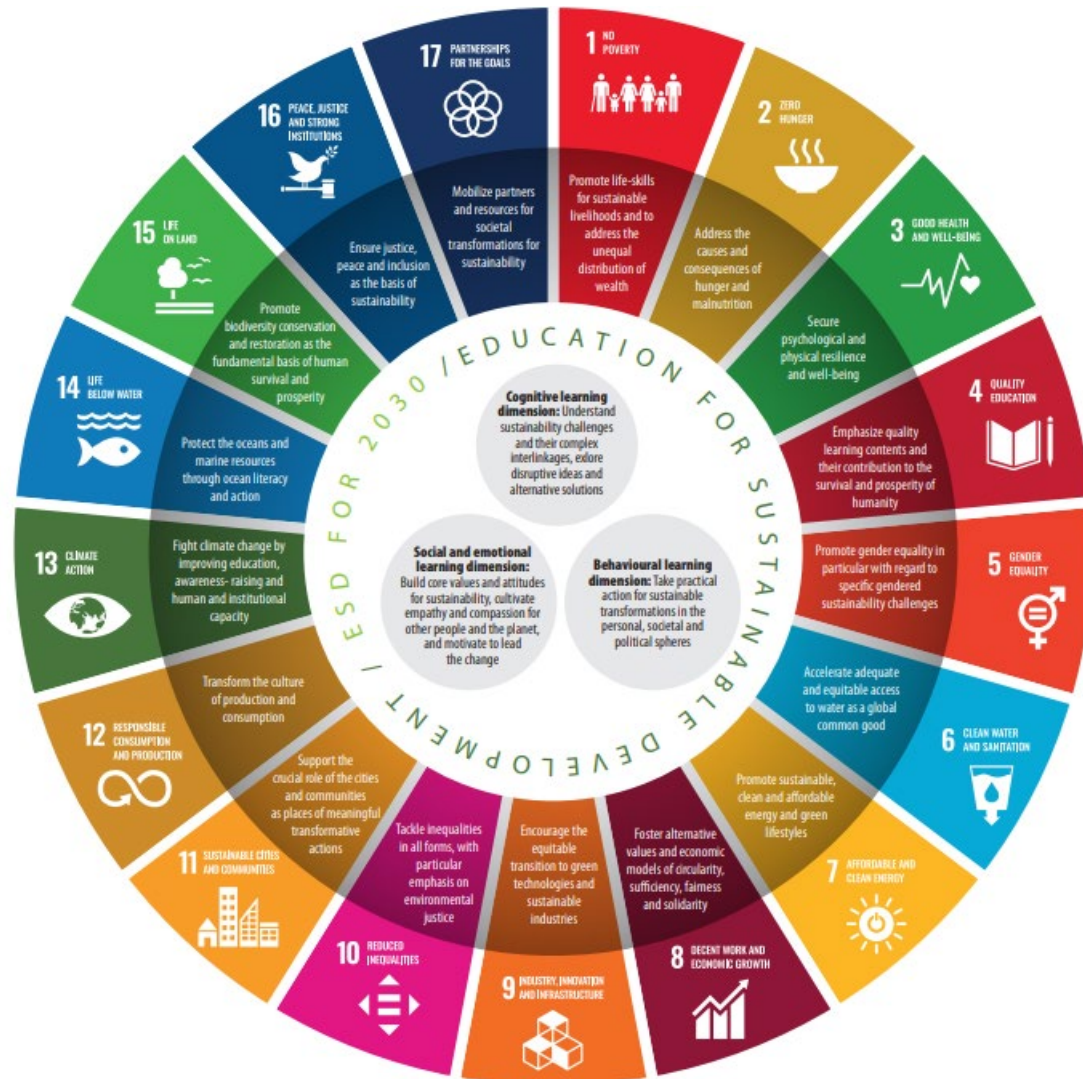 1 NO
POVERTY
Promote life-skills
for sustainable
livelihoods and to
address the
unequal
distribution of
wealth
2 ZERO
HUNGER
Address the
causes and
consequences of
hunger and
malnutrition
3 GOOD HEALTH
AND WELL-BEING
Secure
psychological and
physical resilience
and well-being
4 QUALITY
EDUCATION
Emphasize quality
learning contents and
their contribution to the
survival and prosperity of
humanity
5 GENDER
EQUALITY
Promote gender equality in
particular with regard to
specific gendered
sustainability challenges
6 CLEAN WATER
AND SANITATION
Accelerate adequate
and equitable access
to water as a global
common good
7 AFFORDABLE AND
CLEAN ENERGY
Promote sustainable,
clean and affordable
energy and green
lifestyles
8 DECENT WORK AND
ECONOMIC GROWTH
Foster alternative
values and economic
models of circularity,
sufficiency, fairness
and solidarity
9 INDUSTRY, INNOVATION
AND INFRASTRUCTURE
Encourage the
equitable
transition to green
technologies and
sustainable
industries
10 REDUCED
INEQUALITIES
Tackle inequalities
in all forms, with
particular
emphasis on
environmental
justice
11 SUSTAINABLE CITIES
AND COMMUNITIES
Support the
crucial role of the cities
and communities
as places of meaningful
transformative
actions
12 RESPONSIBLE
CONSUMPTION
AND PRODUCTION
Transform the culture
of production and
consumption
13 CLIMATE
ACTION
Fight climate change by
improving education,
awareness- raising and
human and institutional
capacity
14 LIFE
BELOW WATER
Protect the oceans and
marine resources
through ocean literacy
and action
15 LIFE
ON LAND
Promote
biodiversity conservation
and restoration as the
fundamental basis of human
survival and
prosperity
16 PEACE, JUSTICE
AND STRONG
INSTITUTIONS
Ensure justice,
peace and inclusion
as the basis of
sustainability
17 PARTNERSHIPS
FOR THE GOALS
Mobilize partners
and resources for
societal
transformations for
sustainability
ESD FOR 2030 / EDUCATION FOR SUSTAINABLE DEVELOPMENT /
Cognitive learning
dimension: Understand
sustainability challenges
and their complex
interlinkages, exlore
disruptive ideas and
alternative solutions
Social and emotional
learning dimension:
Build core values and attitudes
for sustainability, cultivate
empathy and compassion for
other people and the planet,
and motivate to lead
the change
Behavioural learning
dimension: Take practical
action for sustainable
transformations in the
personal, societal and
political spheres